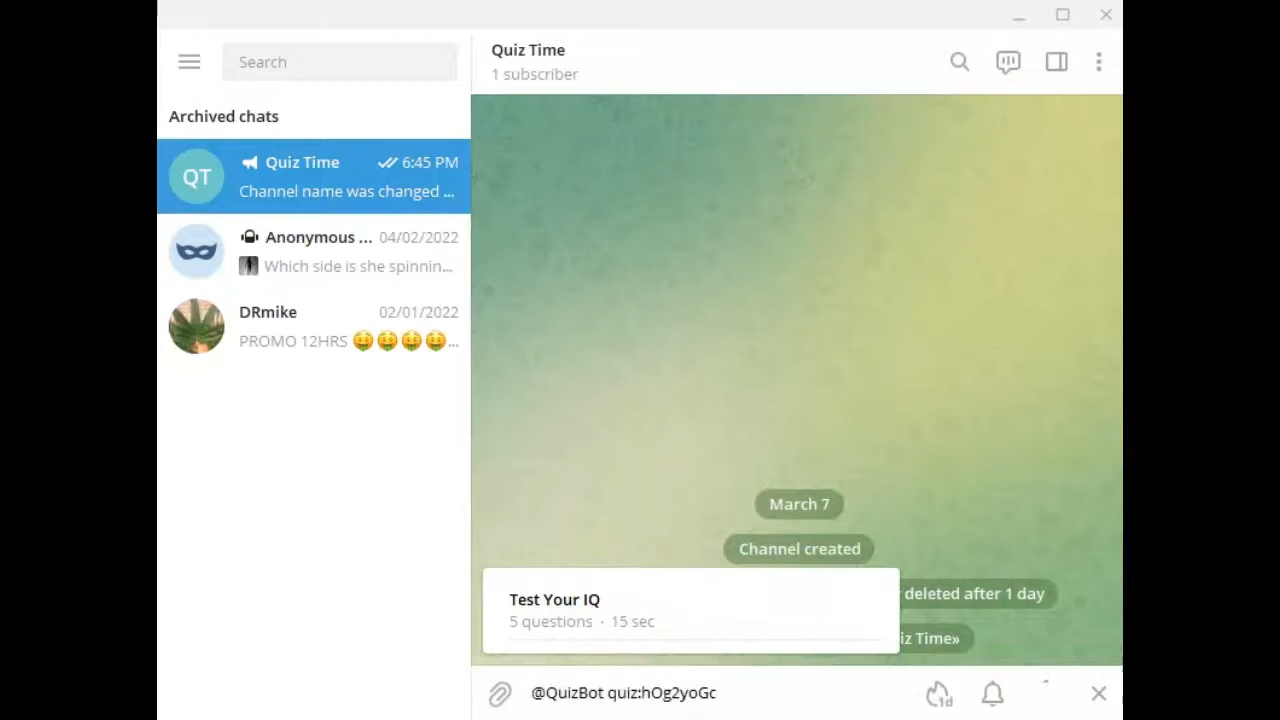 Search
Archived chats
QT
Quiz Time 6:45 PM
Channel name was changed ...
Anonymous ... 04/02/2022
Which side is she spinnin...
DRmike 02/01/2022
PROMO 12HRS 🤑🤑🤑🤑...
Quiz Time
1 subscriber
March 7
Channel created
deleted after 1 day
Time»
Test Your IQ
5 questions · 15 sec
@QuizBot quiz:hOg2yoGc
1d